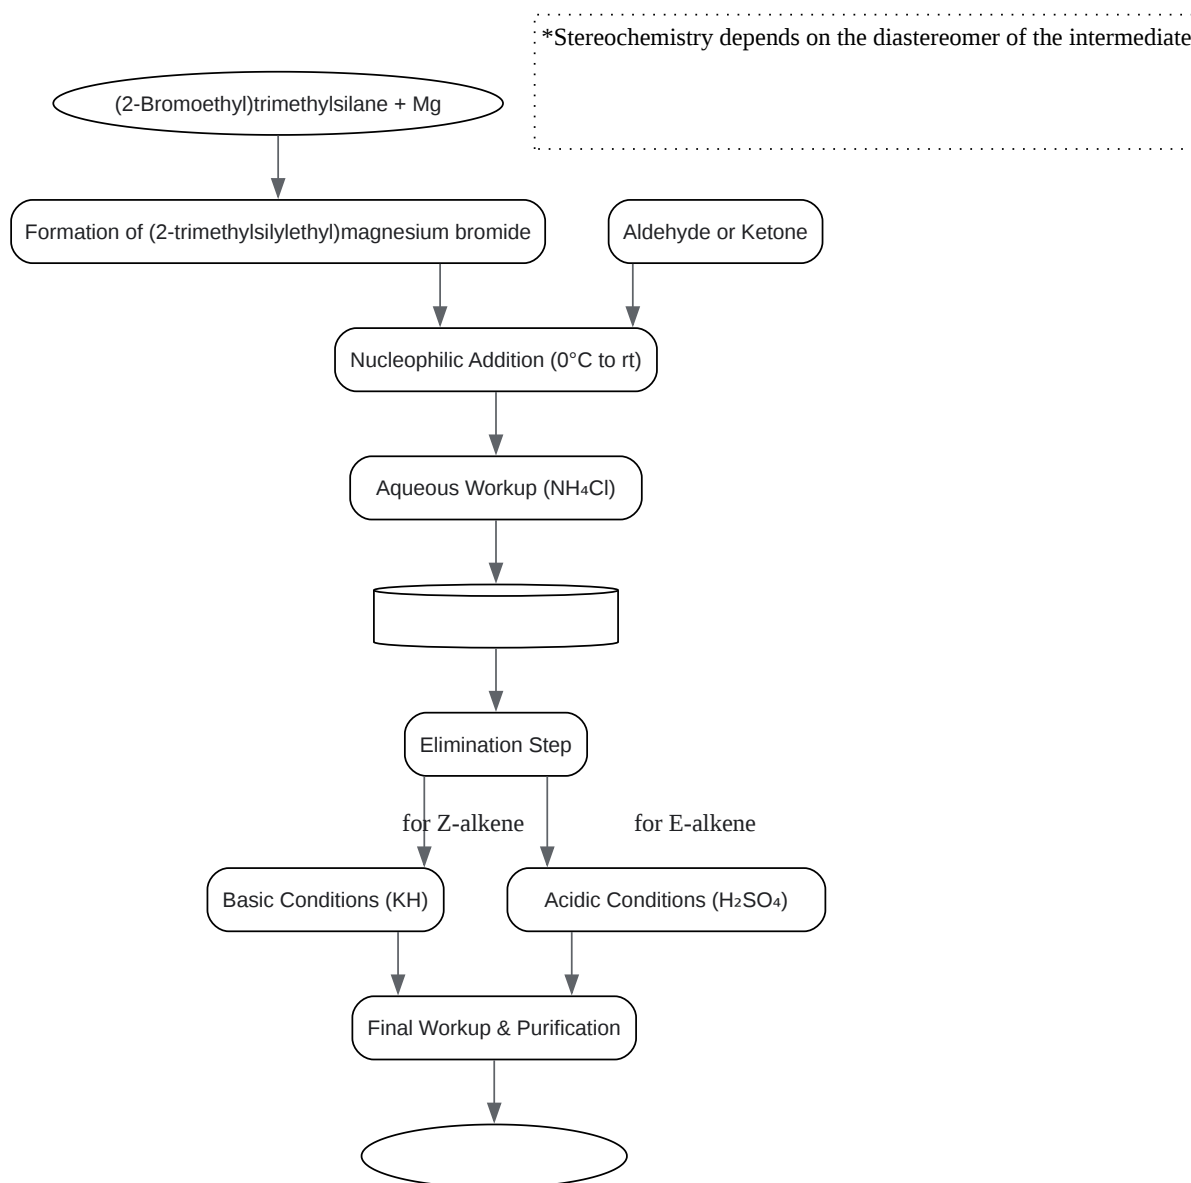 *Stereochemistry depends on the diastereomer of the intermediate
(2-Bromoethyl)trimethylsilane + Mg
Formation of (2-trimethylsilylethyl)magnesium bromide
Aldehyde or Ketone
Nucleophilic Addition (0°C to rt)
Aqueous Workup (NH₄Cl)
Elimination Step
for Z-alkene
for E-alkene
Basic Conditions (KH)
Acidic Conditions (H₂SO₄)
Final Workup & Purification